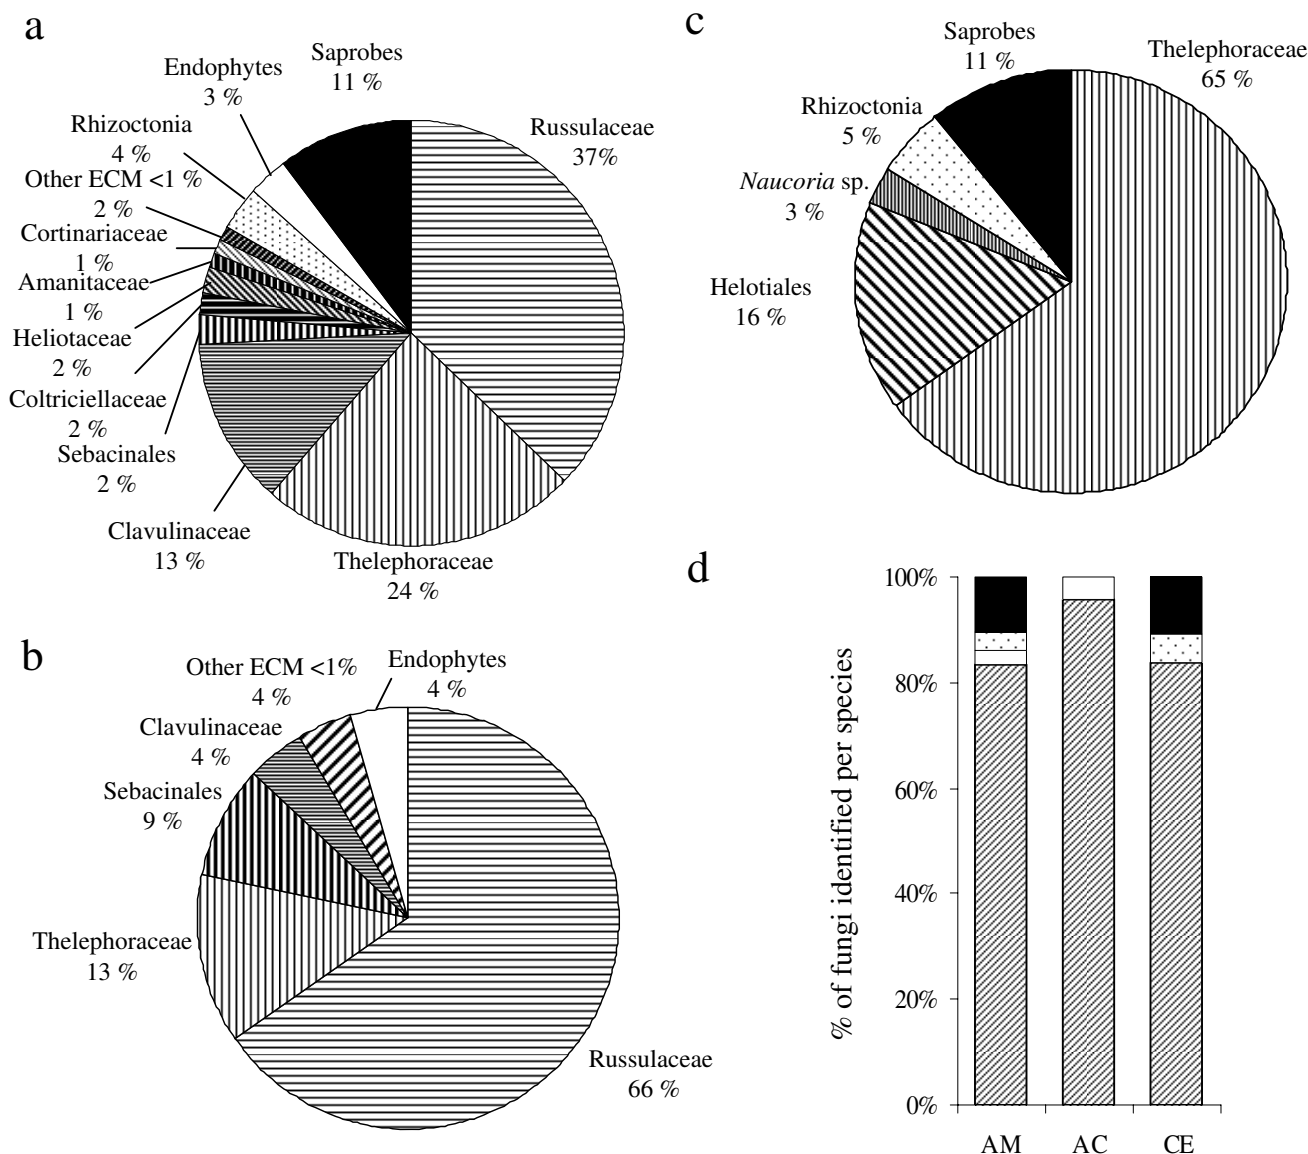 a
Saprobes
11 %
Endophytes
3 %
Rhizoctonia
4 %
Other ECM <1 %
2 %
Cortinariaceae
1 %
Amanitaceae
1 %
Heliotaceae
2 %
Coltriciellaceae
2 %
Sebacinales
2 %
Clavulinaceae
13 %
Thelephoraceae
24 %
Russulaceae
37%
b
Other ECM <1%
4 %
Endophytes
4 %
Clavulinaceae
4 %
Sebacinales
9 %
Thelephoraceae
13 %
Russulaceae
66 %
c
Saprobes
11 %
Thelephoraceae
65 %
Rhizoctonia
5 %
Naucoria sp.
3 %
Helotiales
16 %
d
% of fungi identified per species
100%
80%
60%
40%
20%
0%
AM AC CE